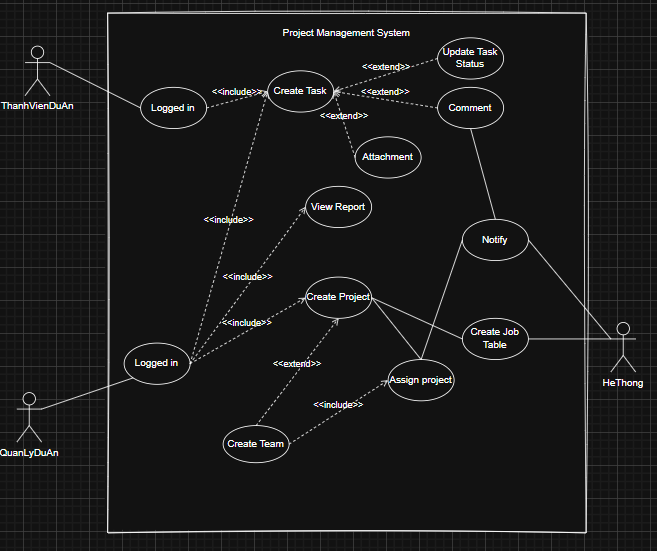 Project Management System
Update Task
Status
<<extend>>
Create Task
<<include>>
<<extend>>
Comment
Logged in
ThanhVienDuAn
<<extend>>
Attachment
View Report
<<include>>
Notify
<<include>>
Create Project
<<include>>
Create Job
Table
Logged in
<<extend>>
Assign project
HeThong
<<include>>
Create Team
QuanLyDuAn